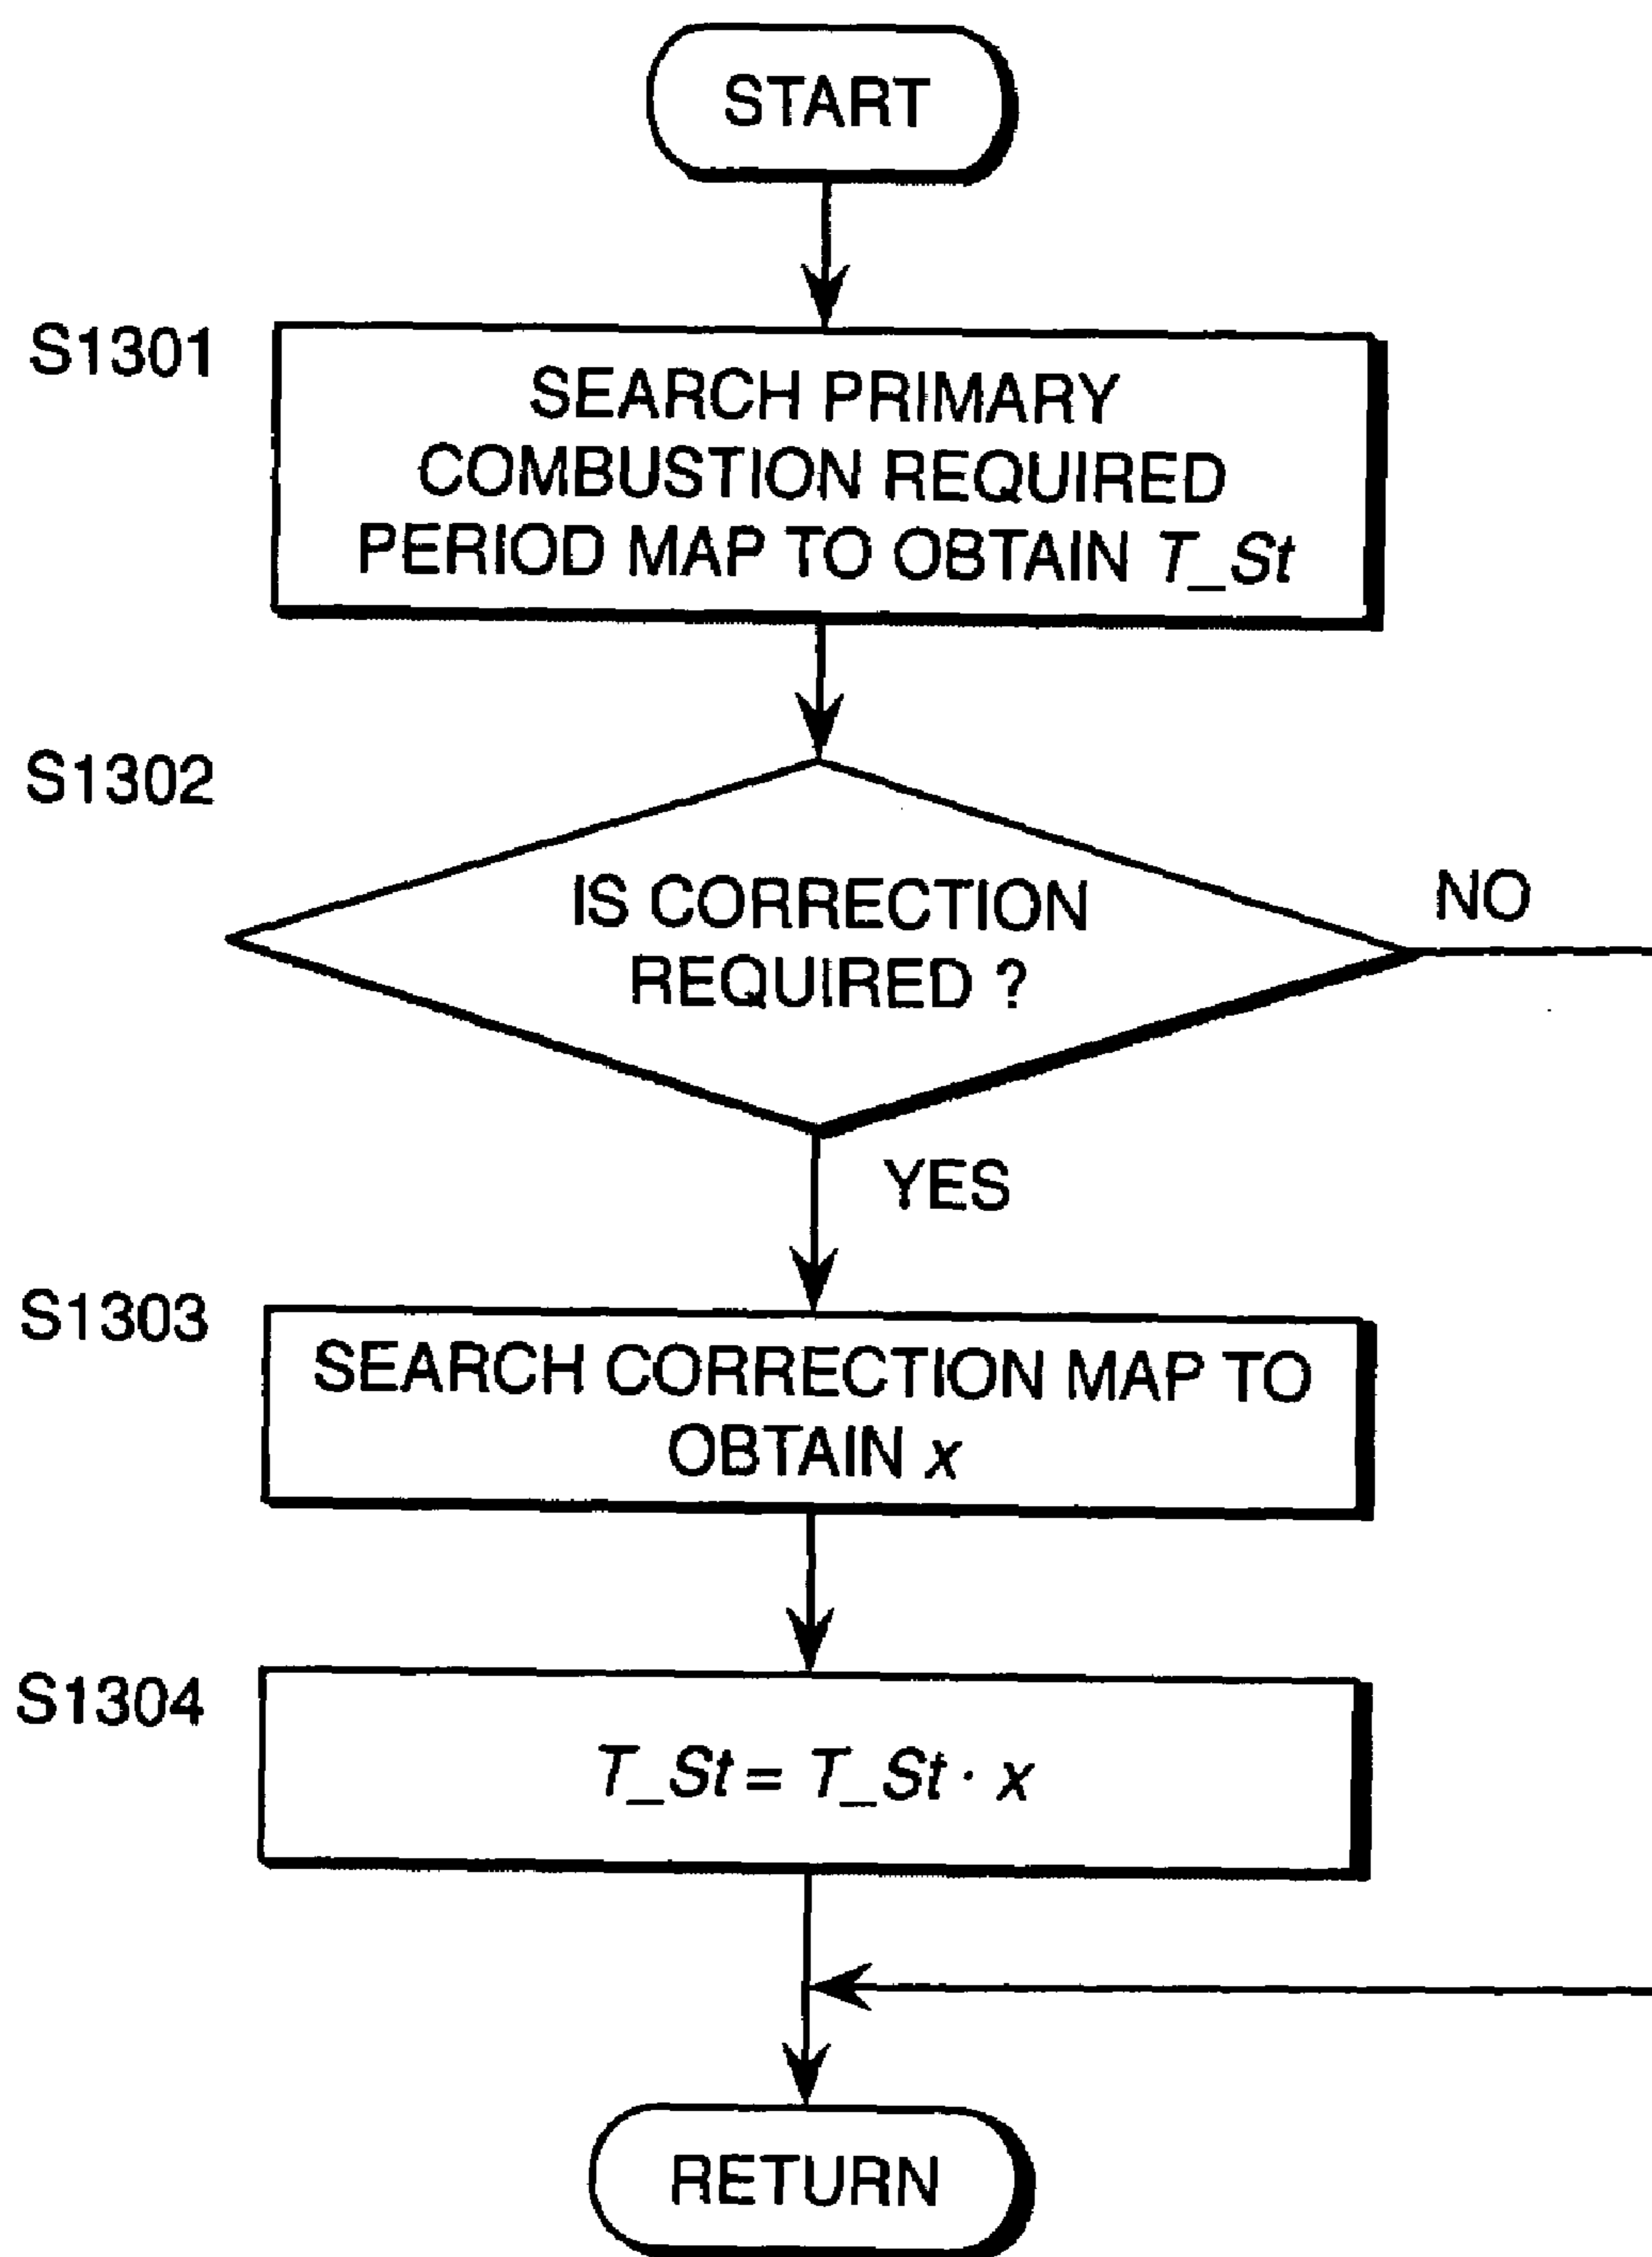 START
S1301
SEARCH PRIMARY
COMBUSTION REQUIRED
PERIOD MAP TO OBTAIN T_St
S1302
IS CORRECTION
REQUIRED ?
NO
YES
S1303
SEARCH CORRECTION MAP TO
OBTAIN x
S1304
T_St = T_St · x
RETURN